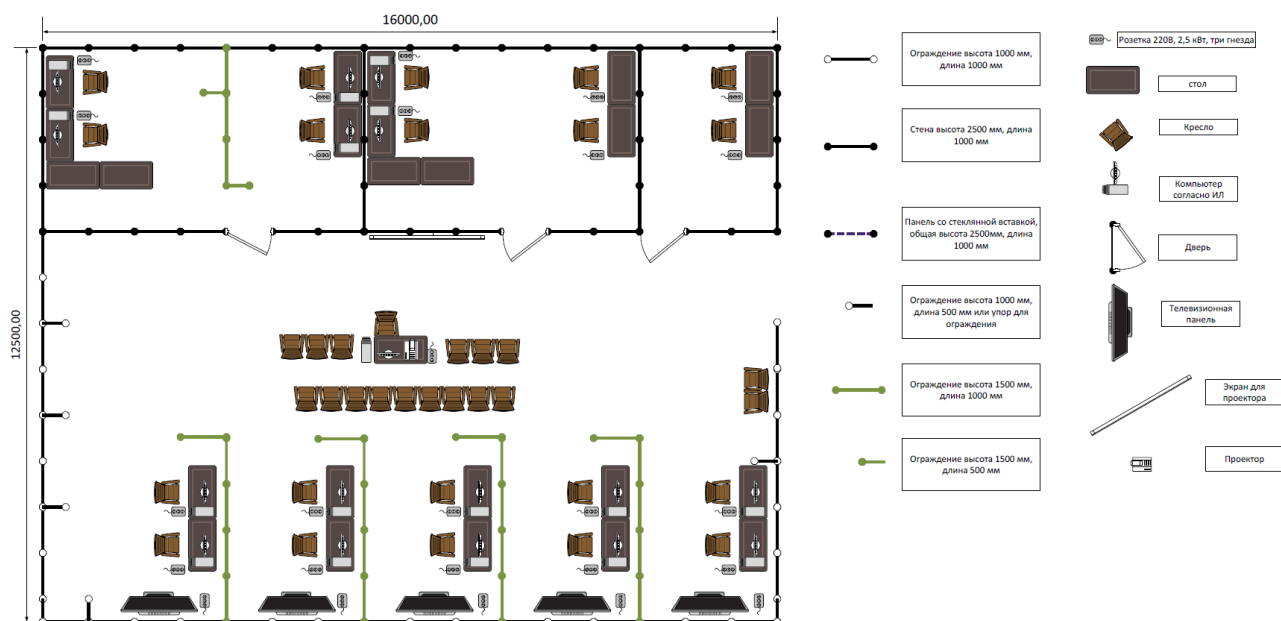 16000,00
12500,00
Ограждение высота 1000 мм,
длина 1000 мм
Стена высота 2500 мм, длина
1000 мм
Панель со стеклянной вставкой,
общая высота 2500мм, длина
1000 мм
Ограждение высота 1000 мм,
длина 500 мм или упор для
ограждения
Ограждение высота 1500 мм,
длина 1000 мм
Ограждение высота 1500 мм,
длина 500 мм
Розетка 220В, 2,5 кВт, три гнезда
стол
Кресло
Компьютер
согласно ИЛ
Дверь
Телевизионная
панель
Экран для
проектора
Проектор